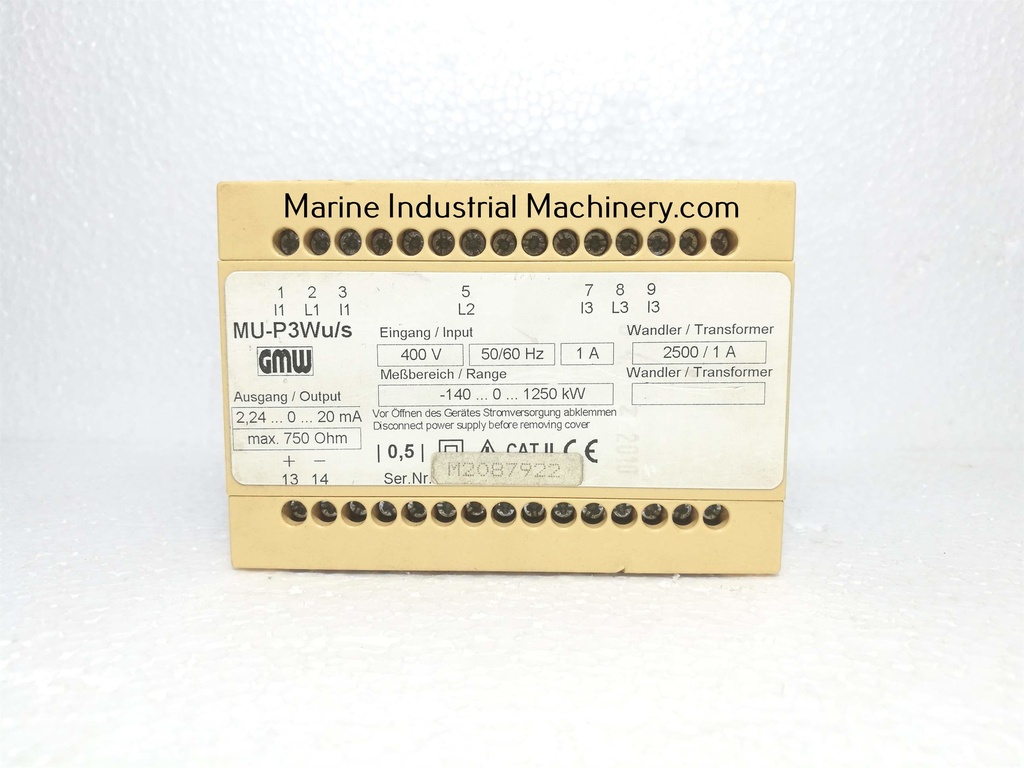 Marine Industrial Machinery.com
1 2 3 5 7 8 9
I1 L1 I1 L2 I3 L3 I3
MU-P3Wu/s
GMW
Eingang / Input
400 V 50/60 Hz 1 A
Wandler / Transformer
2500 / 1 A
Meßbereich / Range
-140 ... 0 ... 1250 kW
Wandler / Transformer
Ausgang / Output
2,24 ... 0 ... 20 mA
max. 750 Ohm
+ −
13 14
Vor Öffnen des Gerätes Stromversorgung abklemmen
Disconnect power supply before removing cover
| 0,5 | CAT II CE
Ser.Nr. M2087922